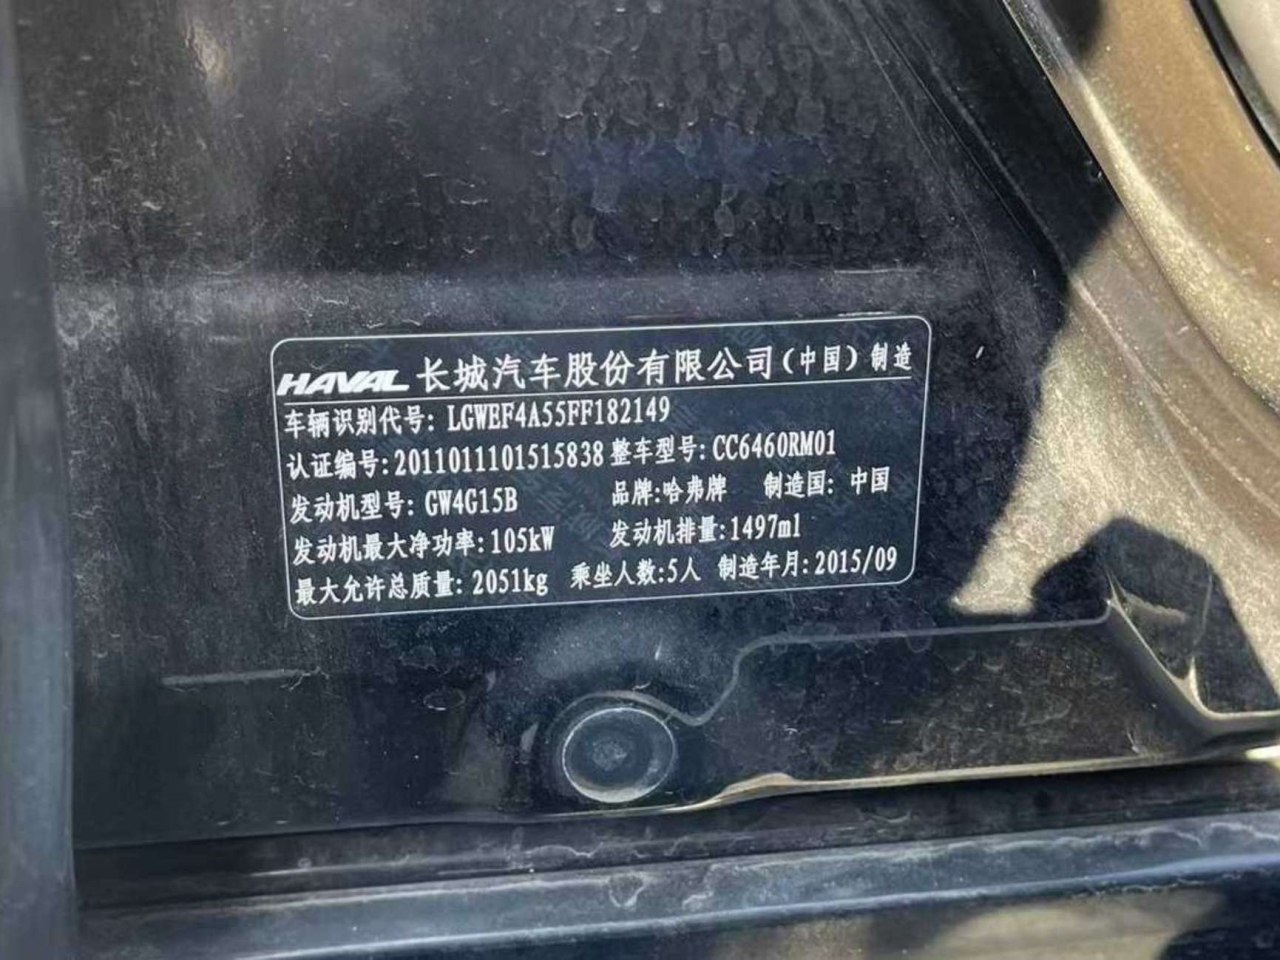 HAVAL 长城汽车股份有限公司(中国)制造
车辆识别代号: LGWEF4A55FF182149
认证编号:2011011101515838 整车型号: CC6460RM01
发动机型号: GW4G15B 品牌:哈弗牌 制造国: 中国
发动机最大净功率:105kW 发动机排量:1497ml
最大允许总质量: 2051kg 乘坐人数:5人 制造年月:2015/09